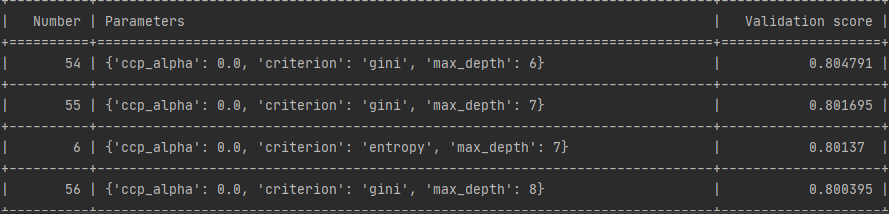 Number | Parameters | Validation score
54 | {'ccp_alpha': 0.0, 'criterion': 'gini', 'max_depth': 6} | 0.804791
55 | {'ccp_alpha': 0.0, 'criterion': 'gini', 'max_depth': 7} | 0.801695
6 | {'ccp_alpha': 0.0, 'criterion': 'entropy', 'max_depth': 7} | 0.80137
56 | {'ccp_alpha': 0.0, 'criterion': 'gini', 'max_depth': 8} | 0.800395